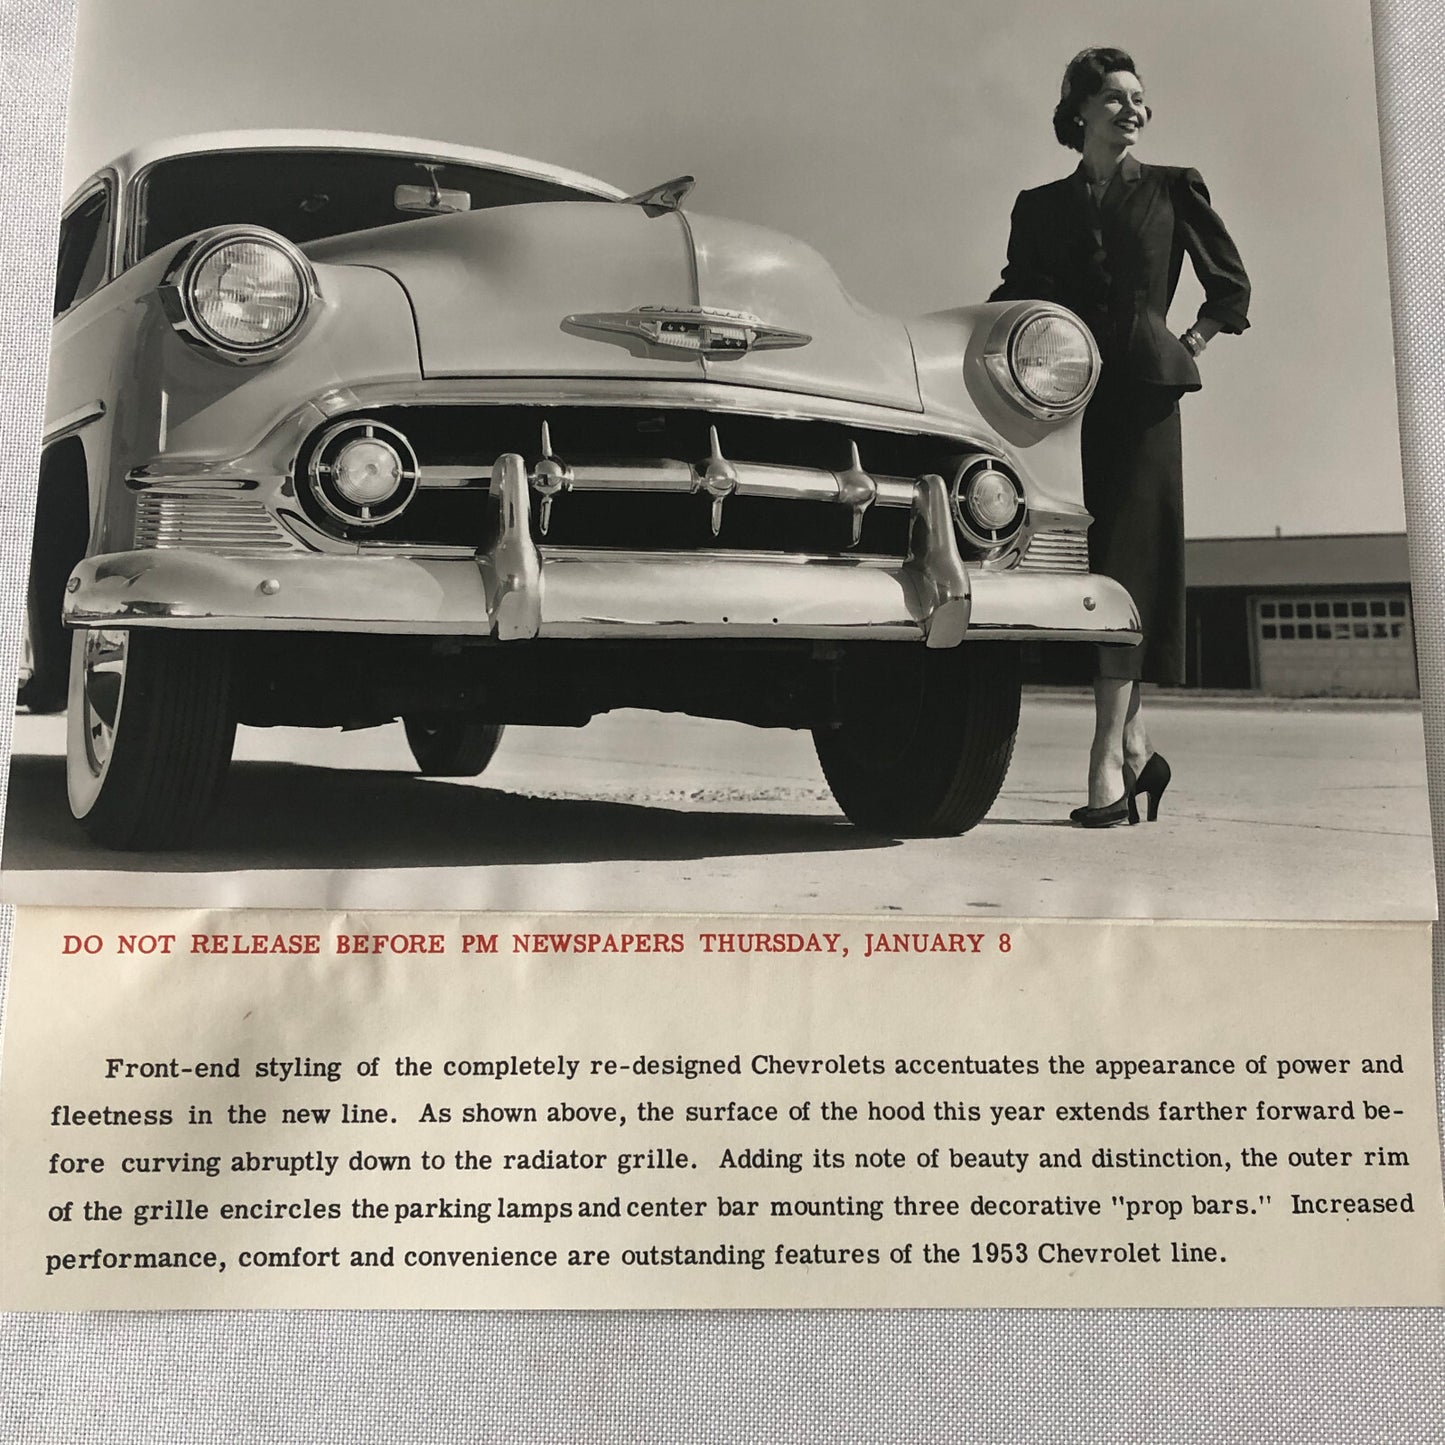 CHEVROLET
DO NOT RELEASE BEFORE PM NEWSPAPERS THURSDAY, JANUARY 8
Front-end styling of the completely re-designed Chevrolets accentuates the appearance of power and
fleetness in the new line. As shown above, the surface of the hood this year extends farther forward be-
fore curving abruptly down to the radiator grille. Adding its note of beauty and distinction, the outer rim
of the grille encircles the parking lamps and center bar mounting three decorative "prop bars." Increased
performance, comfort and convenience are outstanding features of the 1953 Chevrolet line.